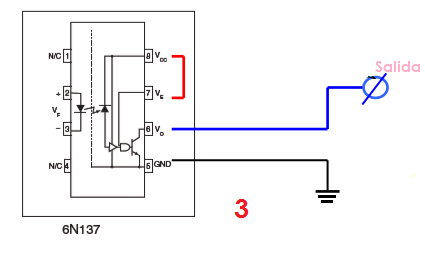 Salida
N/C 1
8 VCC
+ 2
7 VE
VF
- 3
6 VO
N/C 4
5 GND
3
6N137